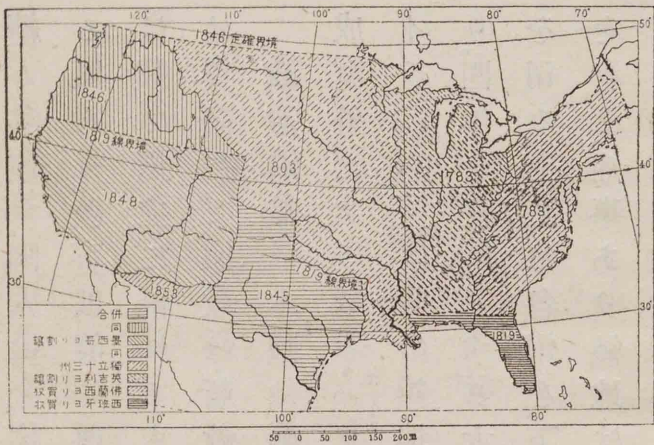 130°
120°
110°
100°
90°
80°
70°
50°
1846 境界確定
1846
40°
1819 境界線
1803
1783
1783
40°
1848
1853
1819 境界線
1845
30°
30°
1819
併合
同
墨西哥ヨリ割讓
同
獨立十三州
英吉利ヨリ割讓
佛蘭西ヨリ買收
西班牙ヨリ買收
110°
100°
90°
80°
50 0 50 100 150 200 m